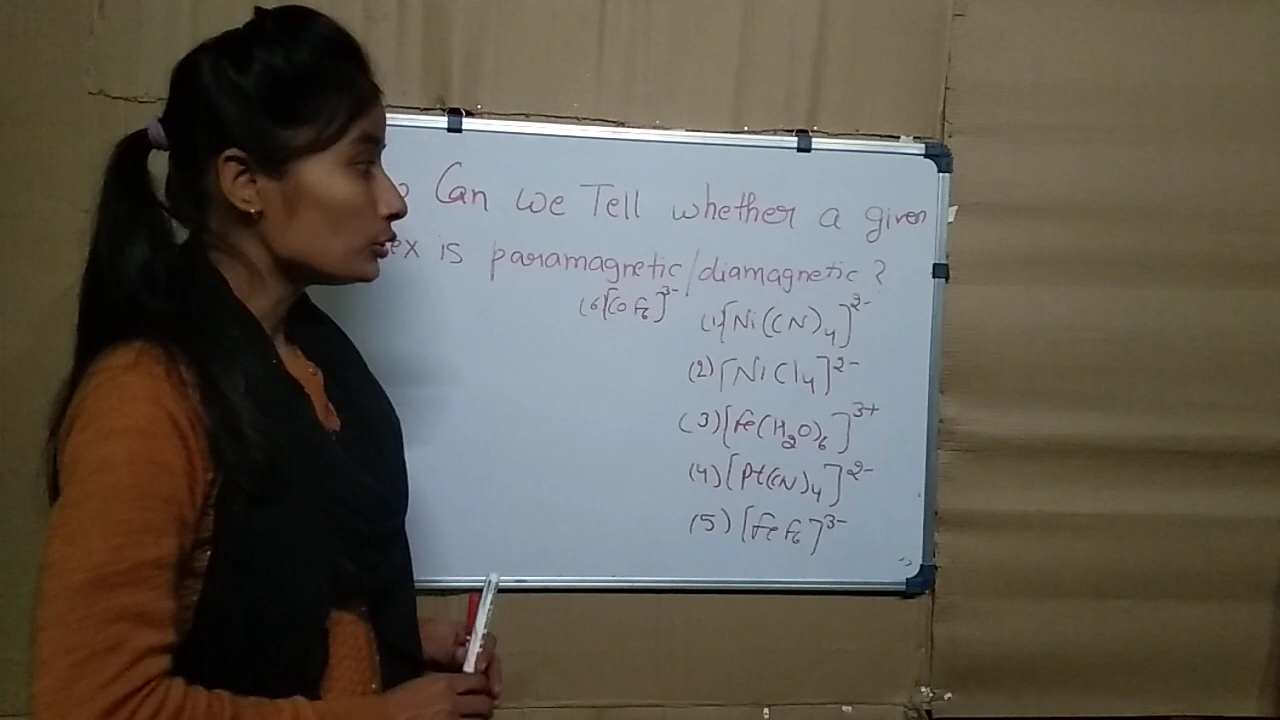 Can we Tell whether a given
ex is paramagnetic/diamagnetic?
(6)[CoF6]3-
(1)[Ni(CN)4]2-
(2)[NiCl4]2-
(3)[Fe(H2O)6]3+
(4)[Pt(CN)4]2-
(5)[FeF6]3-